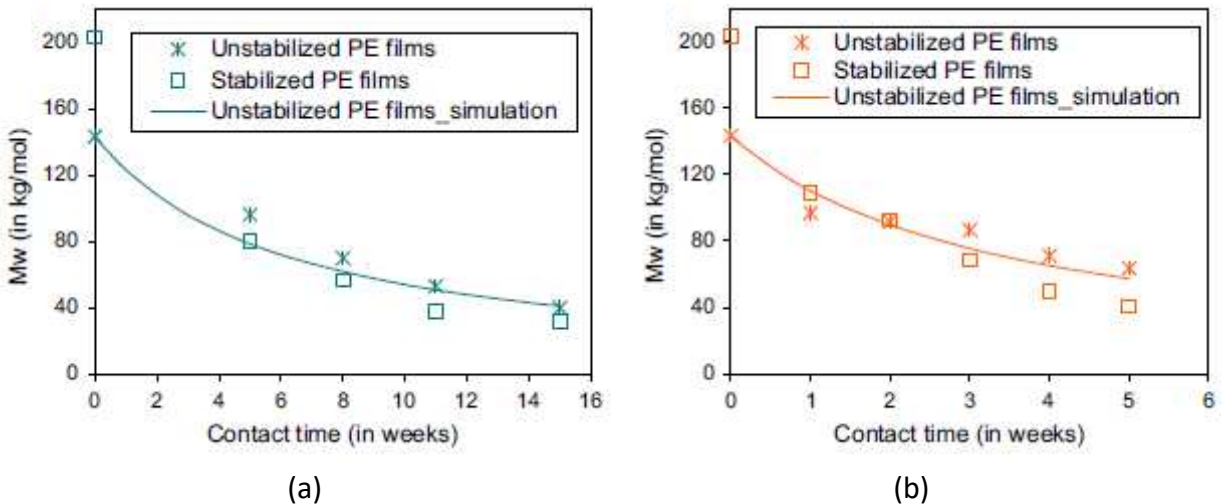 200
160
120
80
40
0
Mw (in kg/mol)
Unstabilized PE films
Stabilized PE films
Unstabilized PE films_simulation
0 2 4 6 8 10 12 14 16
Contact time (in weeks)
(a)
200
160
120
80
40
0
Mw (in kg/mol)
Unstabilized PE films
Stabilized PE films
Unstabilized PE films_simulation
0 1 2 3 4 5 6
Contact time (in weeks)
(b)